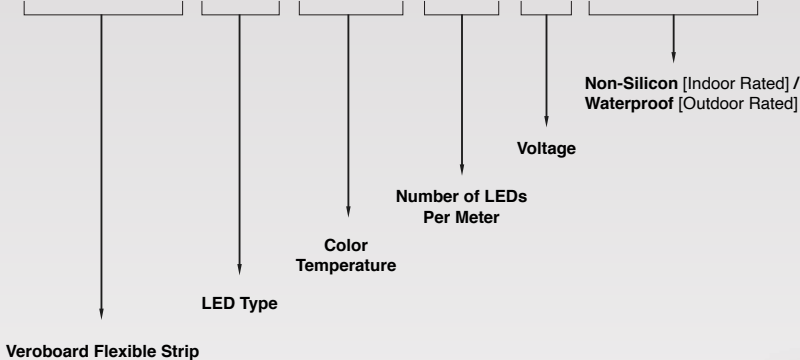 Non-Silicon [Indoor Rated] /
Waterproof [Outdoor Rated]
Voltage
Number of LEDs
Per Meter
Color
Temperature
LED Type
Veroboard Flexible Strip